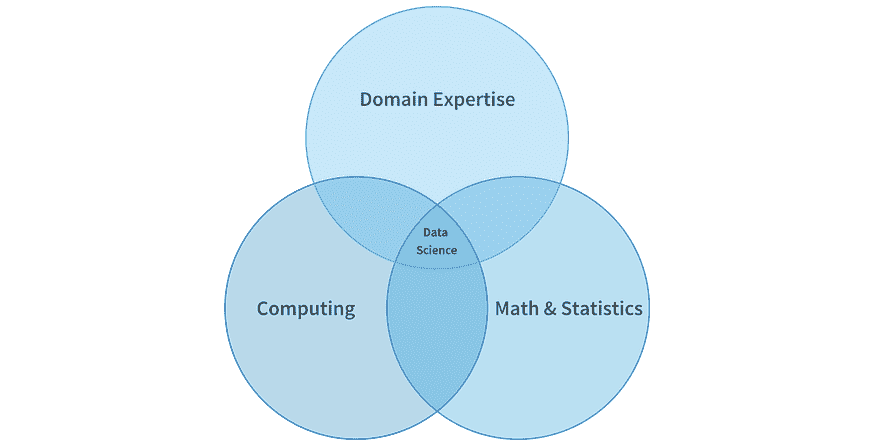 Domain Expertise
Data
Science
Computing
Math & Statistics